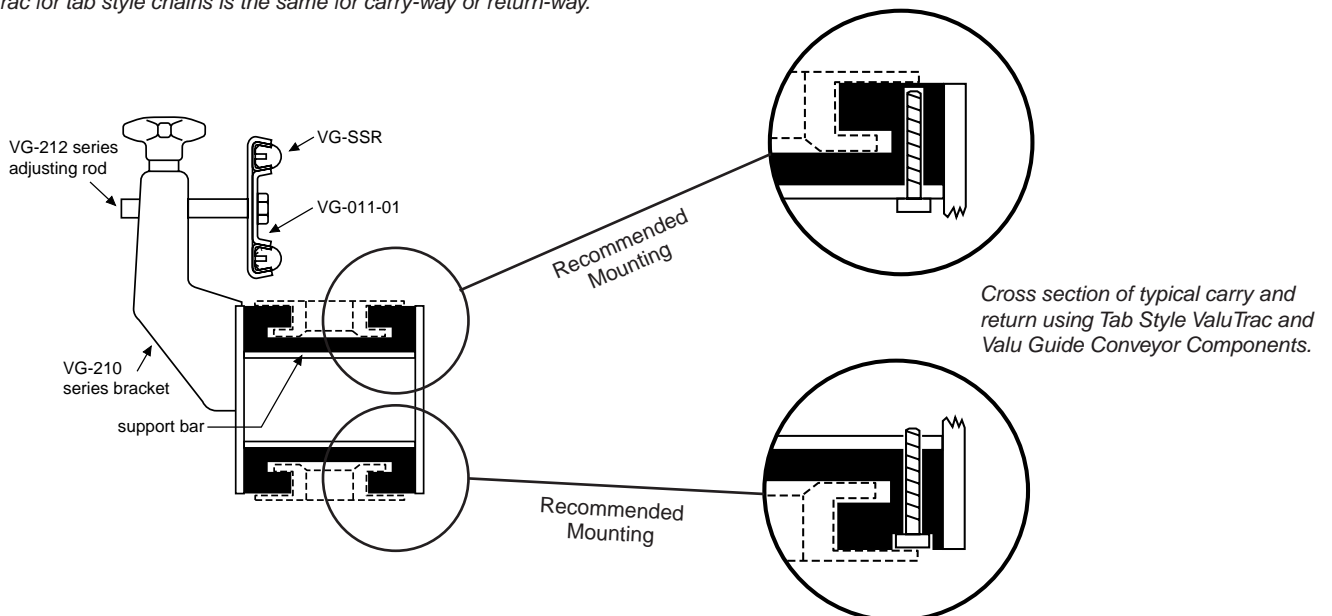 rac for tab style chains is the same for carry-way or return-way.
VG-212 series
adjusting rod
VG-SSR
VG-011-01
Recommended
Mounting
Cross section of typical carry and
return using Tab Style ValuTrac and
Valu Guide Conveyor Components.
VG-210
series bracket
support bar
Recommended
Mounting